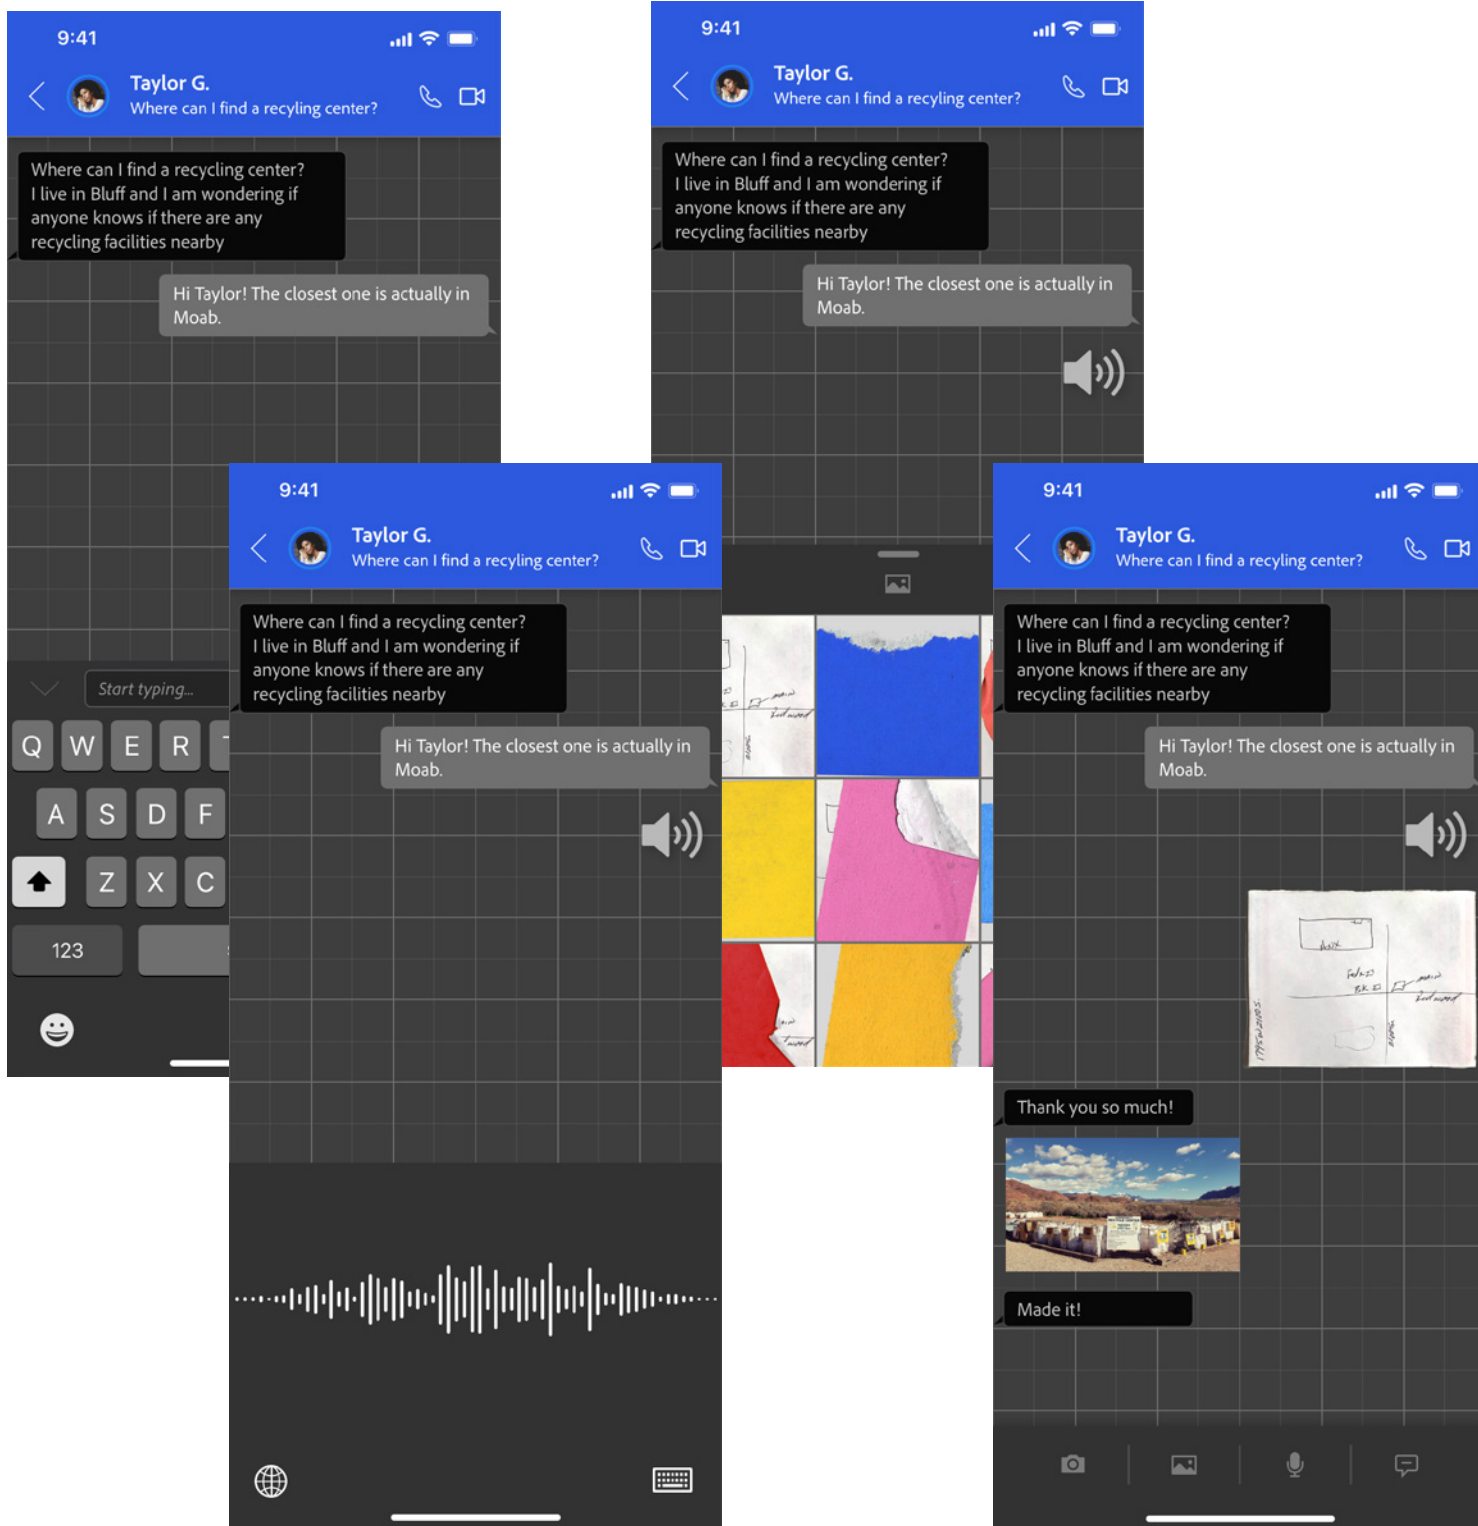 9:41
Taylor G.
Where can I find a recyling center?
Where can I find a recycling center?
I live in Bluff and I am wondering if
anyone knows if there are any
recycling facilities nearby
Hi Taylor! The closest one is actually in
Moab.
Start typing...
Q W E R
A S D F
Z X C
123
9:41
Taylor G.
Where can I find a recyling center?
Where can I find a recycling center?
I live in Bluff and I am wondering if
anyone knows if there are any
recycling facilities nearby
Hi Taylor! The closest one is actually in
Moab.
9:41
Taylor G.
Where can I find a recyling center?
Where can I find a recycling center?
I live in Bluff and I am wondering if
anyone knows if there are any
recycling facilities nearby
Hi Taylor! The closest one is actually in
Moab.
main
9:41
Taylor G.
Where can I find a recyling center?
Where can I find a recycling center?
I live in Bluff and I am wondering if
anyone knows if there are any
recycling facilities nearby
Hi Taylor! The closest one is actually in
Moab.
main
Thank you so much!
Made it!